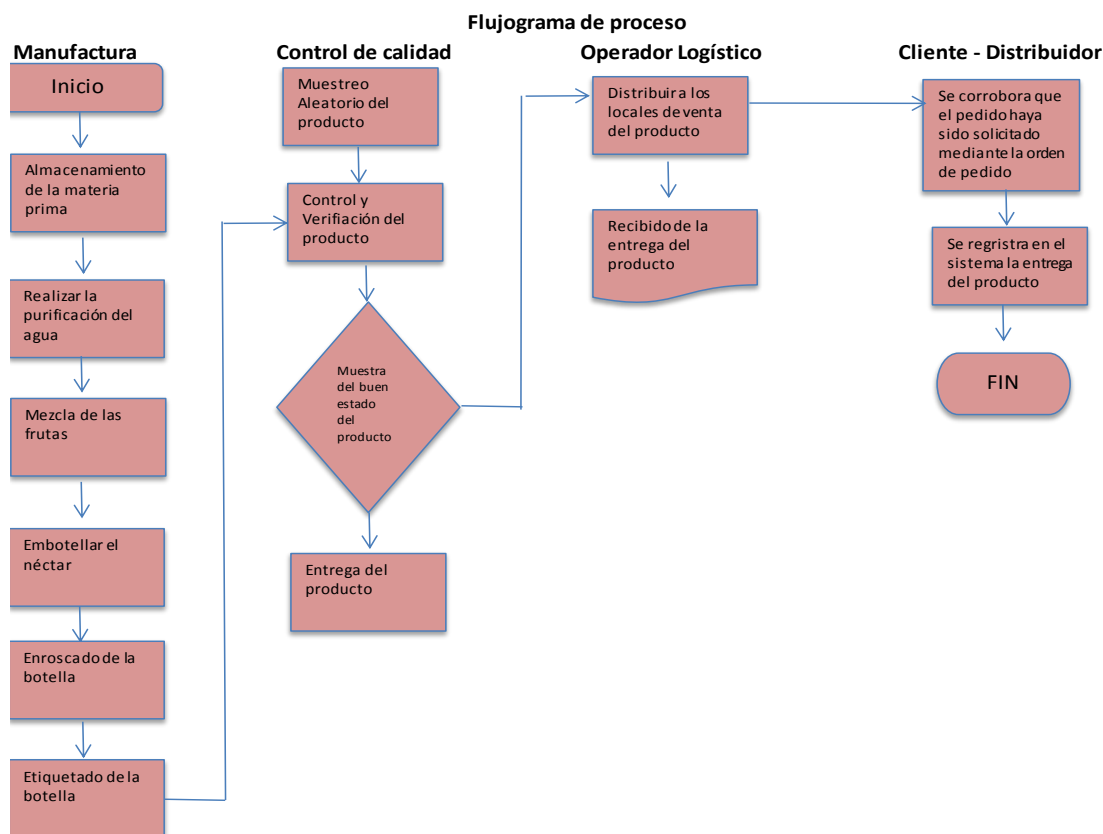 Flujograma de proceso
Manufactura
Inicio
Almacenamiento
de la materia
prima
Realizar la
purificación del
agua
Mezcla de las
frutas
Embotellar el
néctar
Enroscado de la
botella
Etiquetado de la
botella
Control de calidad
Muestreo
Aleatorio del
producto
Control y
Verifiación del
producto
Muestra
del buen
estado
del
producto
Entrega del
producto
Operador Logístico
Distribuir a los
locales de venta
del producto
Recibido de la
entrega del
producto
Cliente - Distribuidor
Se corrobora que
el pedido haya
sido solicitado
mediante la orden
de pedido
Se regristra en el
sistema la entrega
del producto
FIN